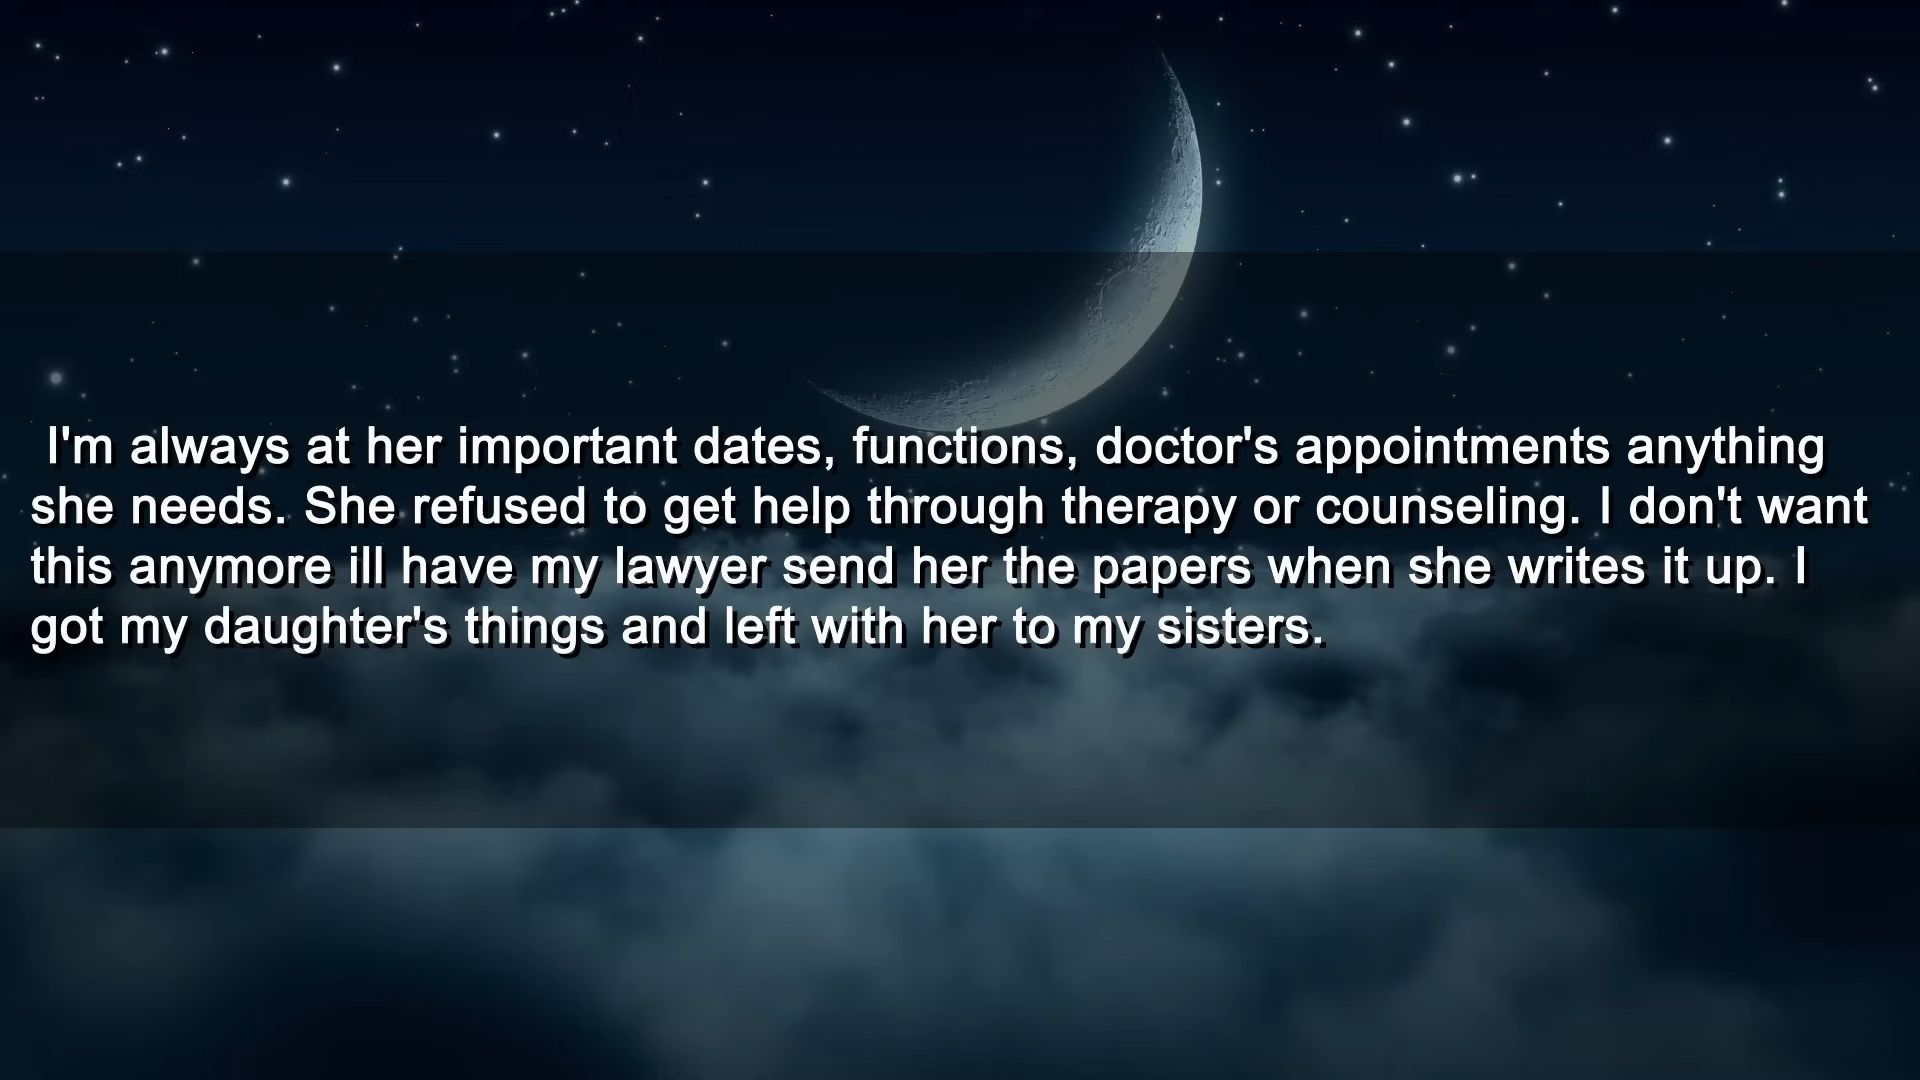 I'm always at her important dates, functions, doctor's appointments anything
she needs. She refused to get help through therapy or counseling. I don't want
this anymore ill have my lawyer send her the papers when she writes it up. I
got my daughter's things and left with her to my sisters.